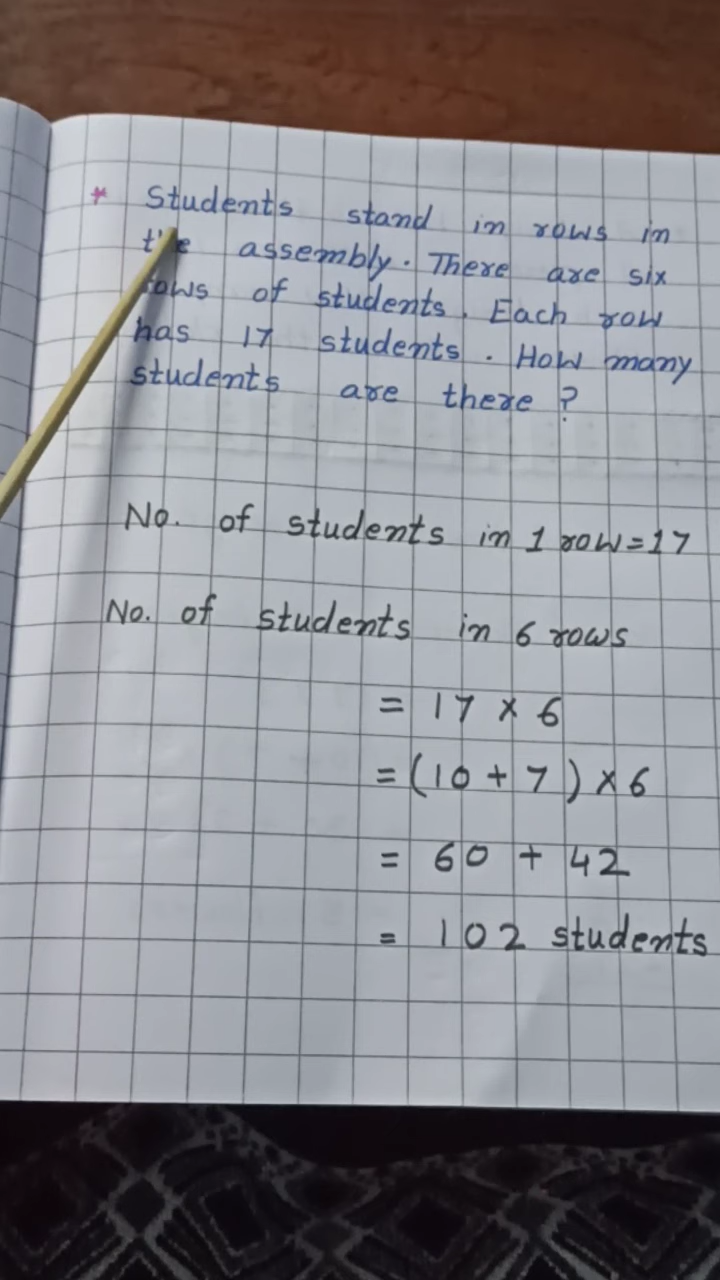 * Students stand in rows in
the assembly. There are six
rows of students. Each row
has 17 students. How many
students are there?
No. of students in 1 row=17
No. of students in 6 rows
= 17 × 6
= (10 + 7) × 6
= 60 + 42
= 102 students